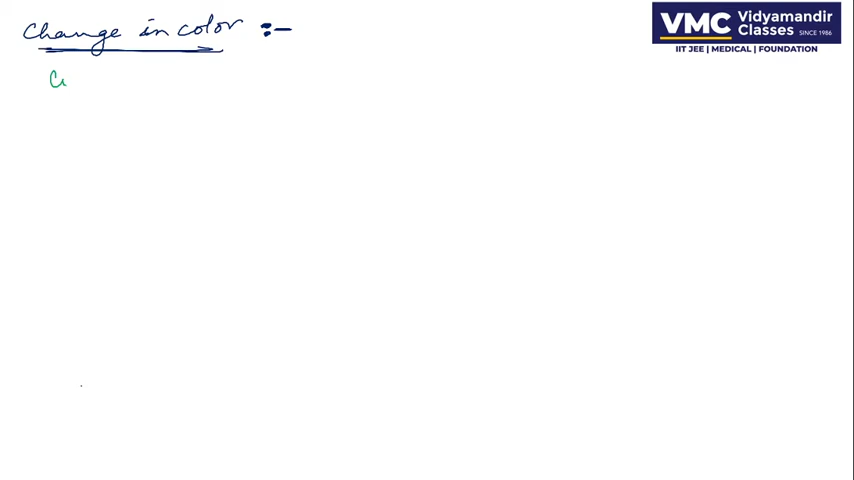 Change in color :-
VMC Vidyamandir Classes SINCE 1986
IIT JEE | MEDICAL | FOUNDATION